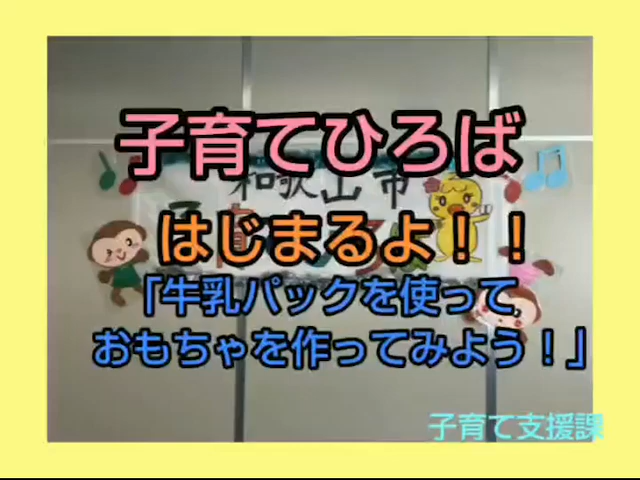 子育てひろば
和歌山市
はじまるよ！！
「牛乳パックを使って
おもちゃを作ってみよう！」
子育て支援課